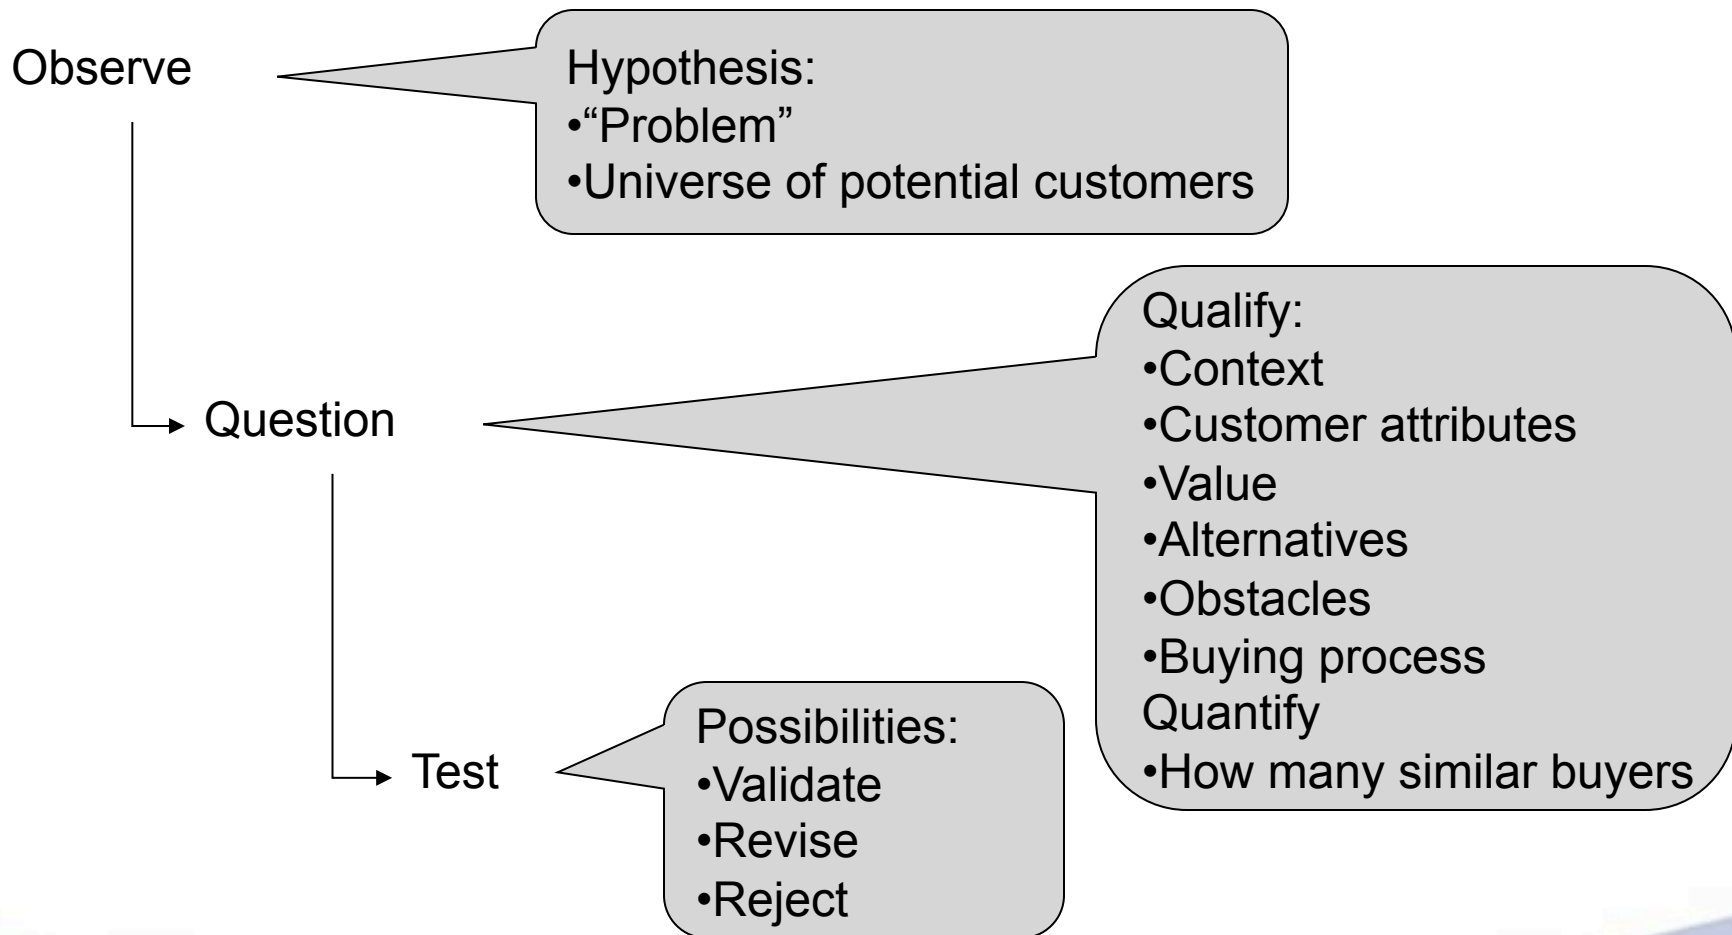 Observe
Hypothesis:
•“Problem”
•Universe of potential customers
Question
Qualify:
•Context
•Customer attributes
•Value
•Alternatives
•Obstacles
•Buying process
Quantify
•How many similar buyers
Test
Possibilities:
•Validate
•Revise
•Reject